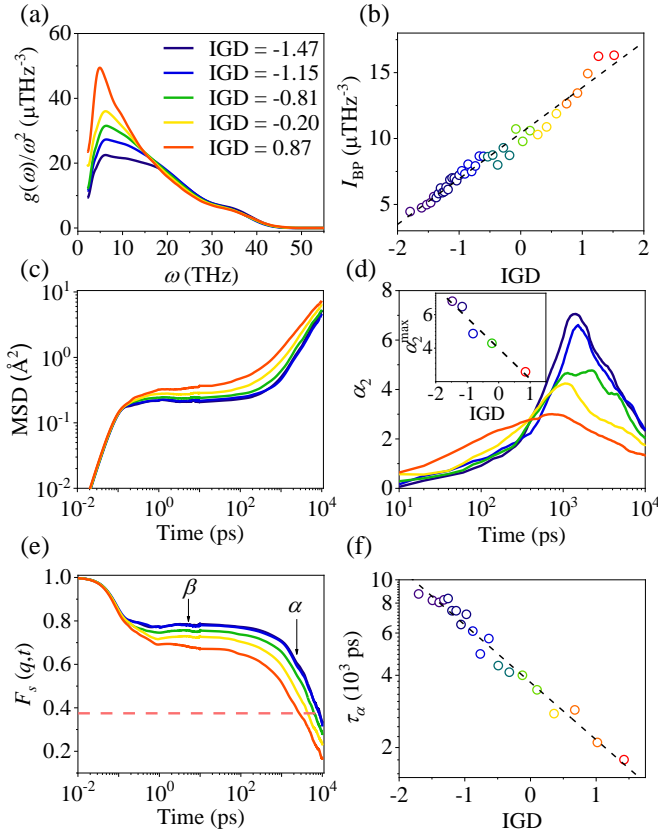 (a)
g(ω)/ω² (μTHz⁻³)
60
40
20
0
IGD = -1.47
IGD = -1.15
IGD = -0.81
IGD = -0.20
IGD = 0.87
0 10 20 30 40 50
ω (THz)
(b)
I_BP (μTHz⁻³)
15
10
5
-2 -1 0 1 2
IGD
(c)
MSD (Å²)
10¹
10⁰
10⁻¹
10⁻²
10⁻² 10⁰ 10² 10⁴
Time (ps)
(d)
α₂
8
6
4
2
0
α₂^max
6
4
-2 -1 0 1
IGD
10¹ 10² 10³ 10⁴
Time (ps)
(e)
F_s (q,t)
1.0
0.8
0.6
0.4
0.2
β
α
10⁻² 10⁰ 10² 10⁴
Time (ps)
(f)
τ_α (10³ ps)
10
8
6
4
2
-2 -1 0 1
IGD